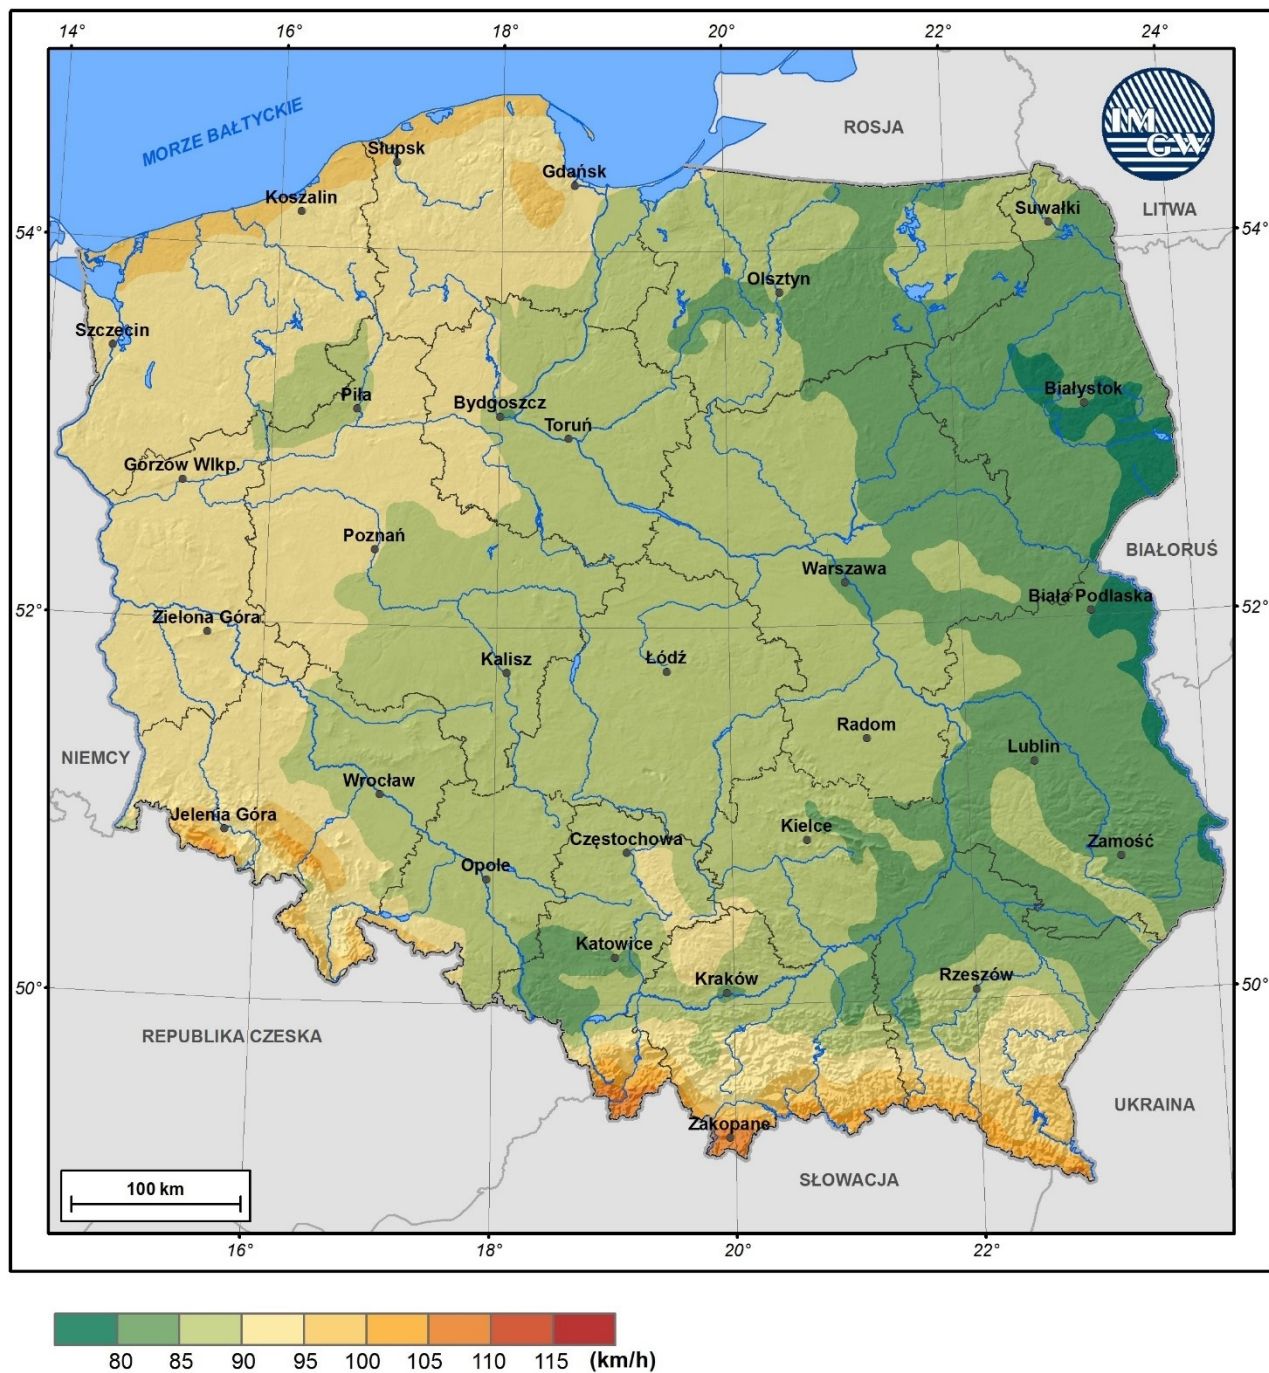 14° 16° 18° 20° 22° 24°
MORZE BAŁTYCKIE
IM
GW
ROSJA
Słupsk
Gdańsk
Koszalin
Suwałki
LITWA
54° 54°
Olsztyn
Szczecin
Białystok
Piła
Bydgoszcz
Toruń
Górzów Wlkp.
Poznań
BIAŁORUŚ
Warszawa
Biała Podlaska
52° 52°
Zielona Góra
Kalisz
Łódź
Radom
Lublin
NIEMCY
Wrocław
Jelenia Góra
Kielce
Częstochowa
Zamość
Opole
Katowice
Kraków
Rzeszów
50° 50°
REPUBLIKA CZESKA
UKRAINA
Zakopane
SŁOWACJA
100 km
16° 18° 20° 22°
80 85 90 95 100 105 110 115 (km/h)